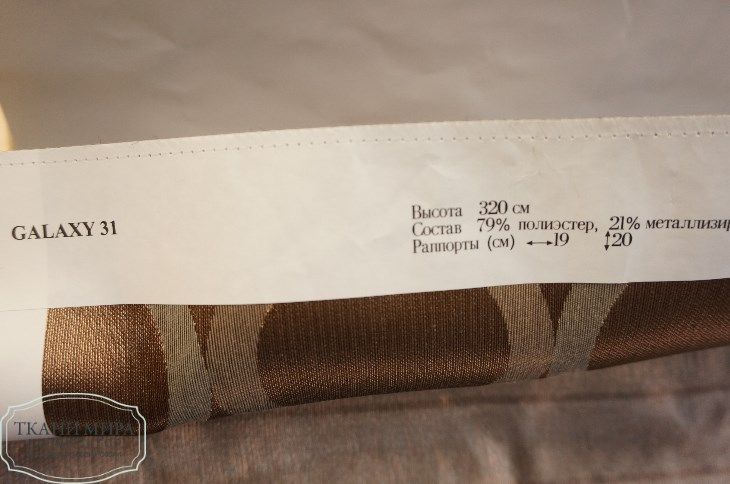 GALAXY 31
Высота 320 см
Состав 79% полиэстер, 21% металлизир
Раппорты (см) ↔19 ↕20
ТКАНИ МИРА